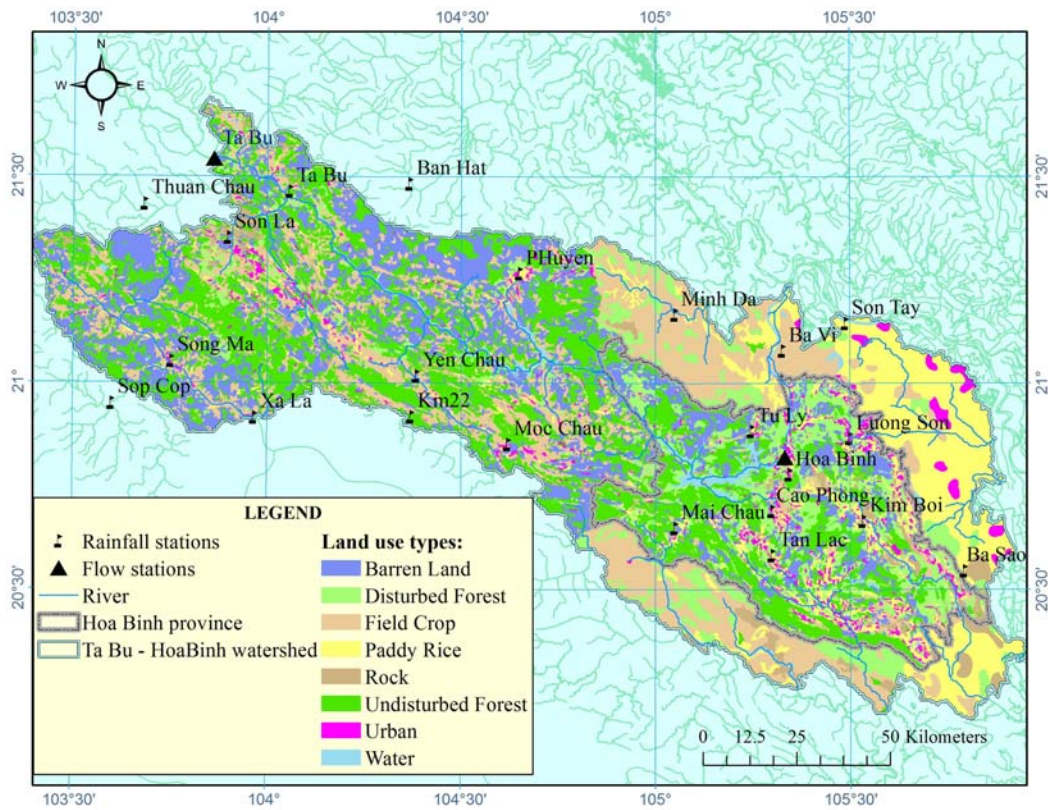 103°30' 104° 104°30' 105° 105°30'
N
W E
S
21°30' 21°30'
Ta Bu
Ta Bu
Ban Hat
Thuan Chau
Son La
PHuyen
Minh Da
Son Tay
Ba Vi
Song Ma
Yen Chau
21° 21°
Sop Cop
Xa La
Km22
Moc Chau
Tu Ly
Luong Son
Hoa Binh
Cao Phong
Kim Boi
Mai Chau
Tan Lac
Ba Sao
20°30' 20°30'
LEGEND
Rainfall stations
Flow stations
River
Hoa Binh province
Ta Bu - HoaBinh watershed
Land use types:
Barren Land
Disturbed Forest
Field Crop
Paddy Rice
Rock
Undisturbed Forest
Urban
Water
0 12.5 25 50 Kilometers
103°30' 104° 104°30' 105° 105°30'